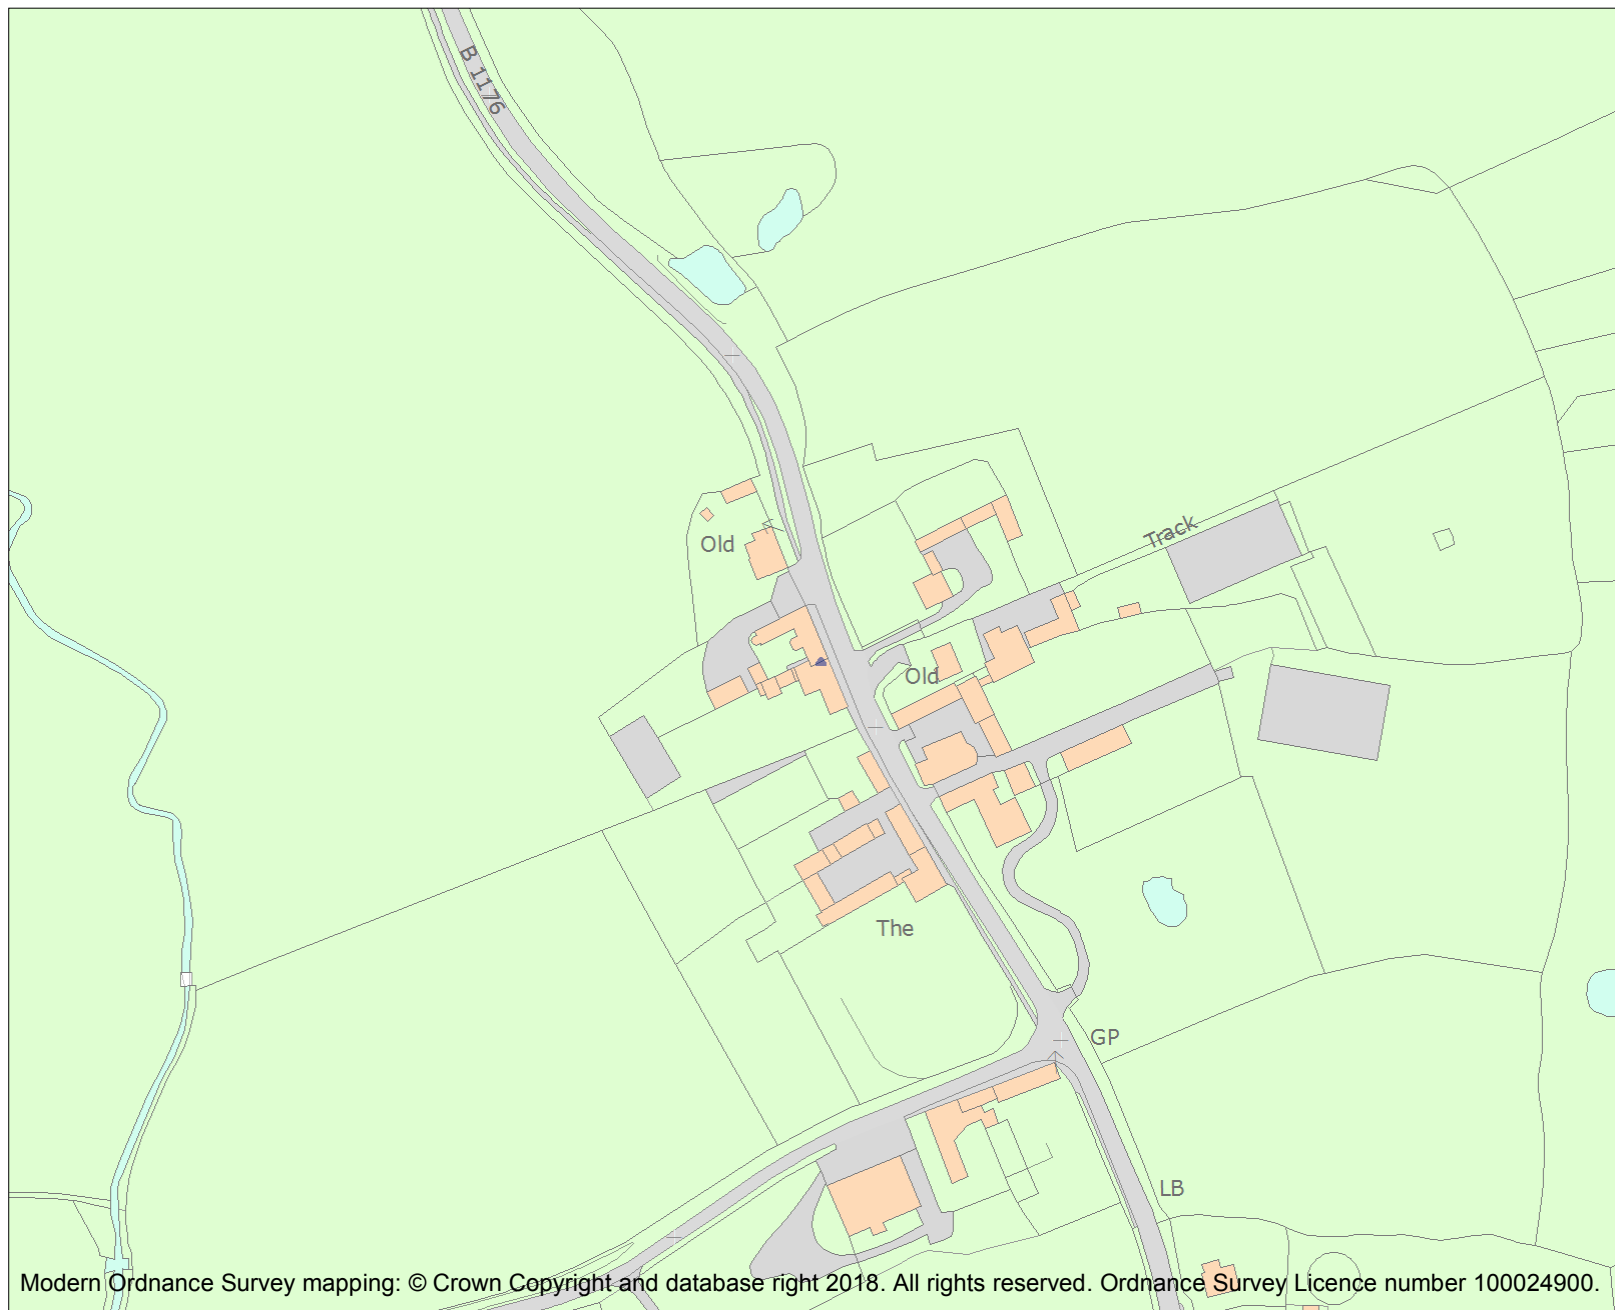 B 1176
Old
Track
Old
The
GP
LB
Modern Ordnance Survey mapping: © Crown Copyright and database right 2018. All rights reserved. Ordnance Survey Licence number 100024900.